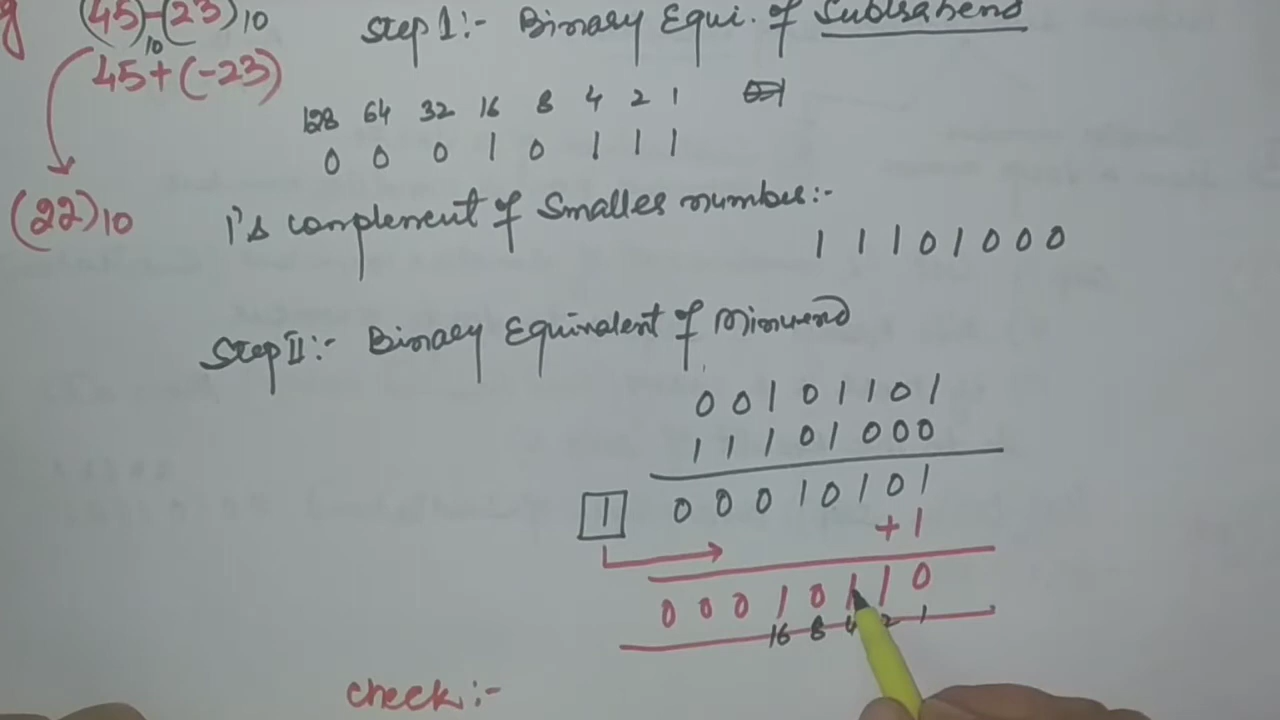 g (45)10-(23)10
45+(-23)
(22)10
Step I:- Binary Equi. of Subtrahend
128 64 32 16 8 4 2 1
0 0 0 1 0 1 1 1
1's complement of Smaller number:-
1 1 1 0 1 0 0 0
Step II:- Binary Equivalent of Minuend
0 0 1 0 1 1 0 1
1 1 1 0 1 0 0 0
1 0 0 0 1 0 1 0 1
+1
0 0 0 1 0 1 1 0
16 8 4 2 1
check:-